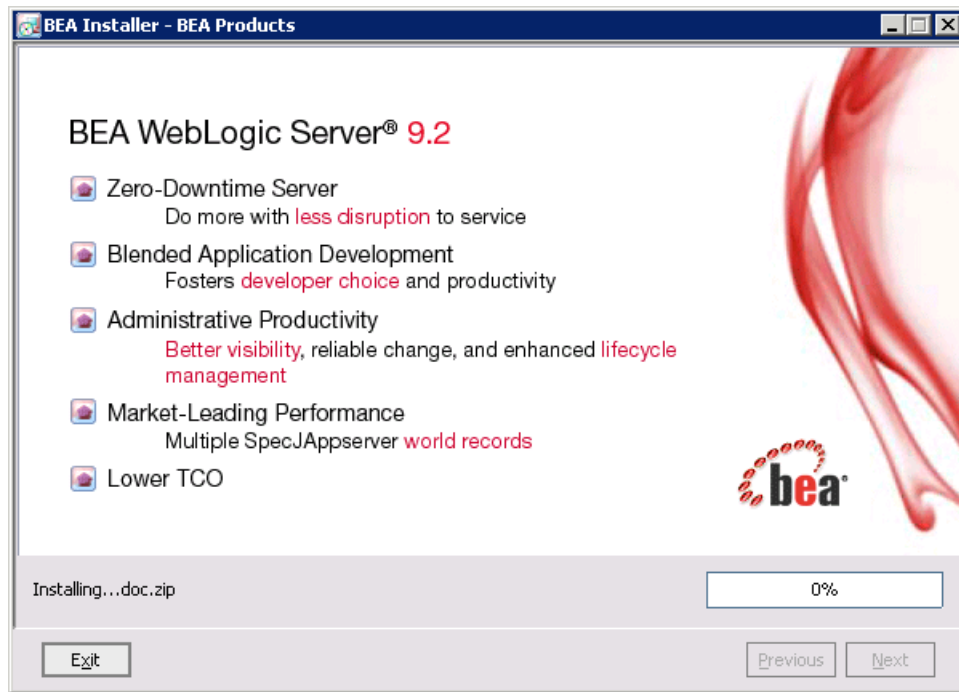 BEA Installer - BEA Products
BEA WebLogic Server® 9.2
Zero-Downtime Server
Do more with less disruption to service
Blended Application Development
Fosters developer choice and productivity
Administrative Productivity
Better visibility, reliable change, and enhanced lifecycle
management
Market-Leading Performance
Multiple SpecJAppserver world records
Lower TCO
bea®
Installing...doc.zip
0%
Exit
Previous
Next